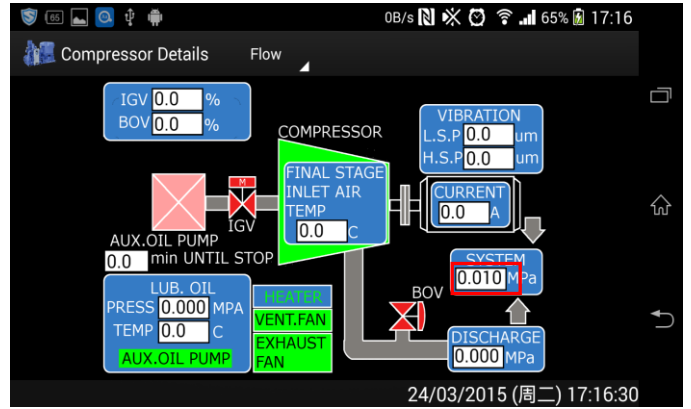 65
0B/s 65% 17:16
Compressor Details Flow
IGV 0.0 %
BOV 0.0 %
COMPRESSOR
VIBRATION
L.S.P 0.0 um
H.S.P 0.0 um
FINAL STAGE
INLET AIR
TEMP
0.0 C
CURRENT
0.0 A
M
IGV
AUX.OIL PUMP
0.0 min UNTIL STOP
SYSTEM
0.010 MPa
LUB. OIL
PRESS 0.000 MPA
TEMP 0.0 C
AUX.OIL PUMP
HEATER
VENT.FAN
EXHAUST
FAN
BOV
DISCHARGE
0.000 MPa
24/03/2015 (周二) 17:16:30